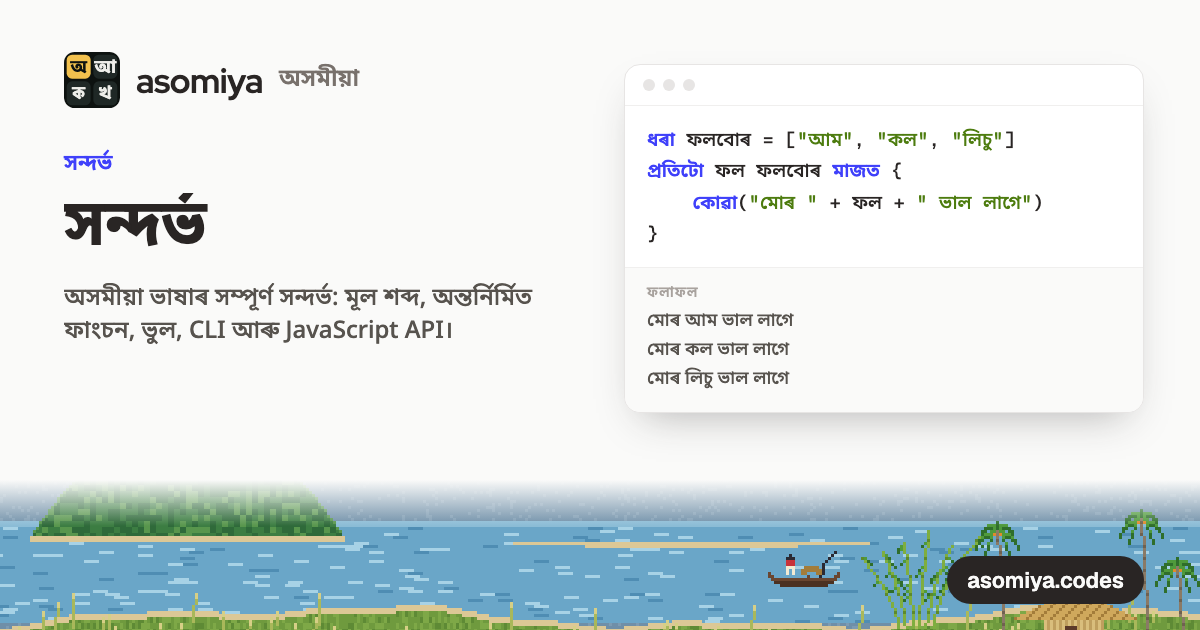 অ আ
ক খ
asomiya অসমীয়া
সন্দৰ্ভ
সন্দৰ্ভ
অসমীয়া ভাষাৰ সম্পূৰ্ণ সন্দৰ্ভ: মূল শব্দ, অন্তৰ্নিৰ্মিত
ফাংচন, ভুল, CLI আৰু JavaScript API।
ধৰা ফলবোৰ = ["আম", "কল", "লিচু"]
প্ৰতিটো ফল ফলবোৰ মাজত {
কোৱা("মোৰ " + ফল + " ভাল লাগে")
}
ফলাফল
মোৰ আম ভাল লাগে
মোৰ কল ভাল লাগে
মোৰ লিচু ভাল লাগে
asomiya.codes